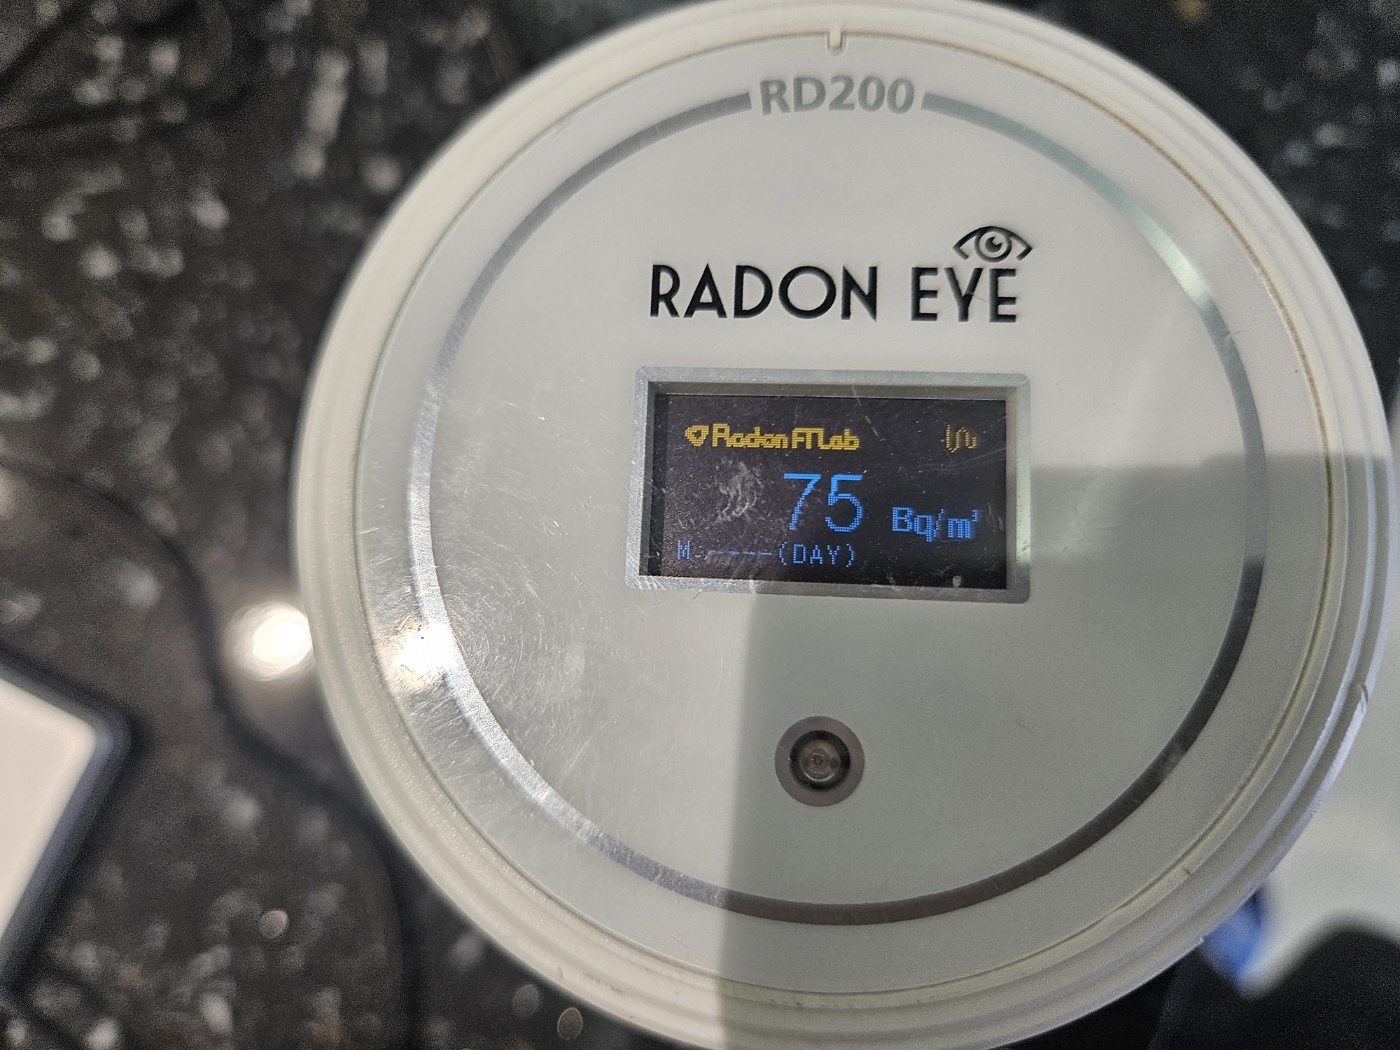 RD200
RADON EYE
Radon FTLab
75 Bq/m³
M-----(DAY)